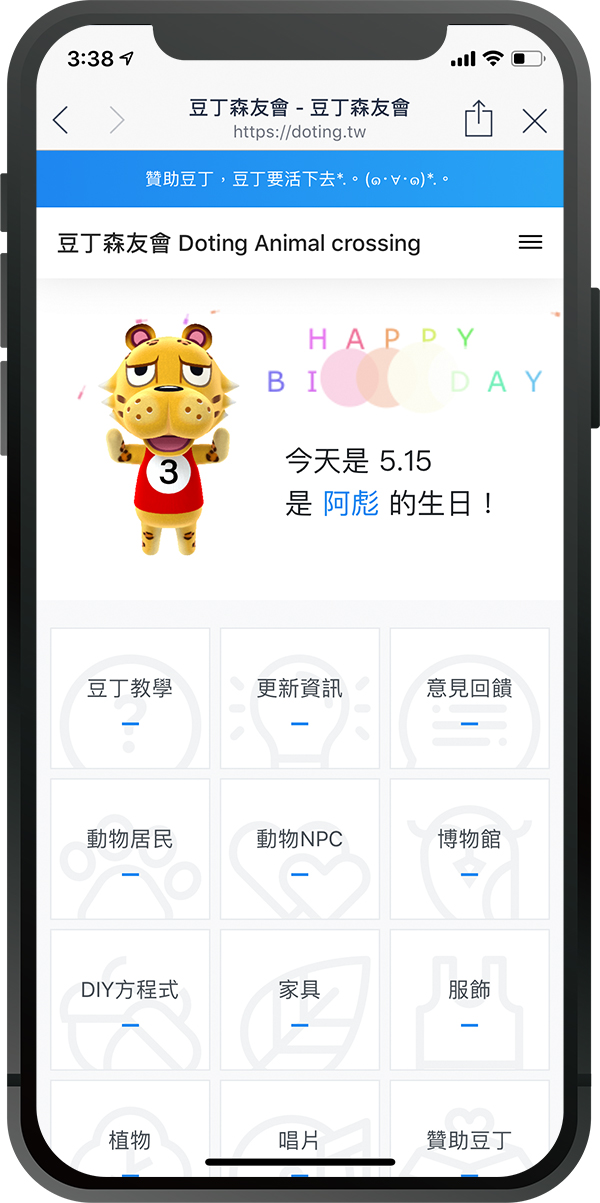 3:38
豆丁森友會 - 豆丁森友會
https://doting.tw
贊助豆丁，豆丁要活下去*.。(๑･∀･๑)*.。
豆丁森友會 Doting Animal crossing
HAPPY
BI DAY
3
今天是 5.15
是 阿彪 的生日！
豆丁教學
更新資訊
意見回饋
動物居民
動物NPC
博物館
DIY方程式
家具
服飾
植物
唱片
贊助豆丁